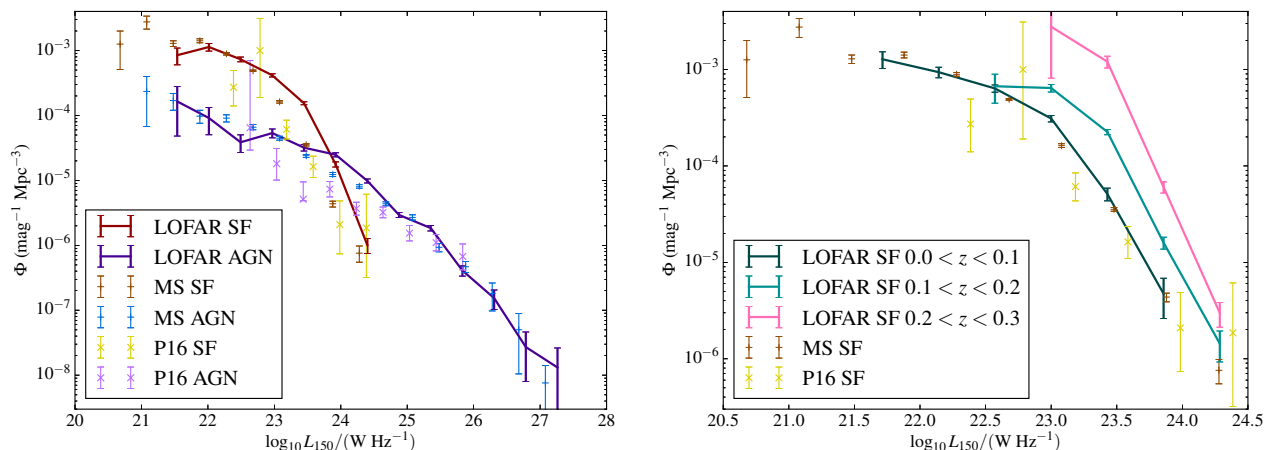 10⁻³
10⁻⁴
10⁻⁵
10⁻⁶
10⁻⁷
10⁻⁸
Φ (mag⁻¹ Mpc⁻³)
LOFAR SF
LOFAR AGN
MS SF
MS AGN
P16 SF
P16 AGN
20 21 22 23 24 25 26 27 28
log₁₀ L₁₅₀/(W Hz⁻¹)
10⁻³
10⁻⁴
10⁻⁵
10⁻⁶
Φ (mag⁻¹ Mpc⁻³)
LOFAR SF 0.0 < z < 0.1
LOFAR SF 0.1 < z < 0.2
LOFAR SF 0.2 < z < 0.3
MS SF
P16 SF
20.5 21.0 21.5 22.0 22.5 23.0 23.5 24.0 24.5
log₁₀ L₁₅₀/(W Hz⁻¹)